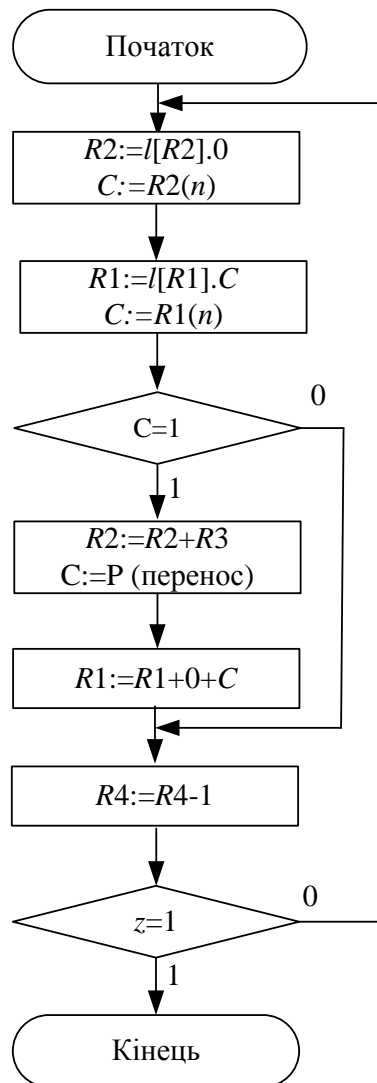 Початок
R2:=l[R2].0
C:=R2(n)
R1:=l[R1].C
C:=R1(n)
0
C=1
1
R2:=R2+R3
C:=P (перенос)
R1:=R1+0+C
R4:=R4-1
0
z=1
1
Кінець